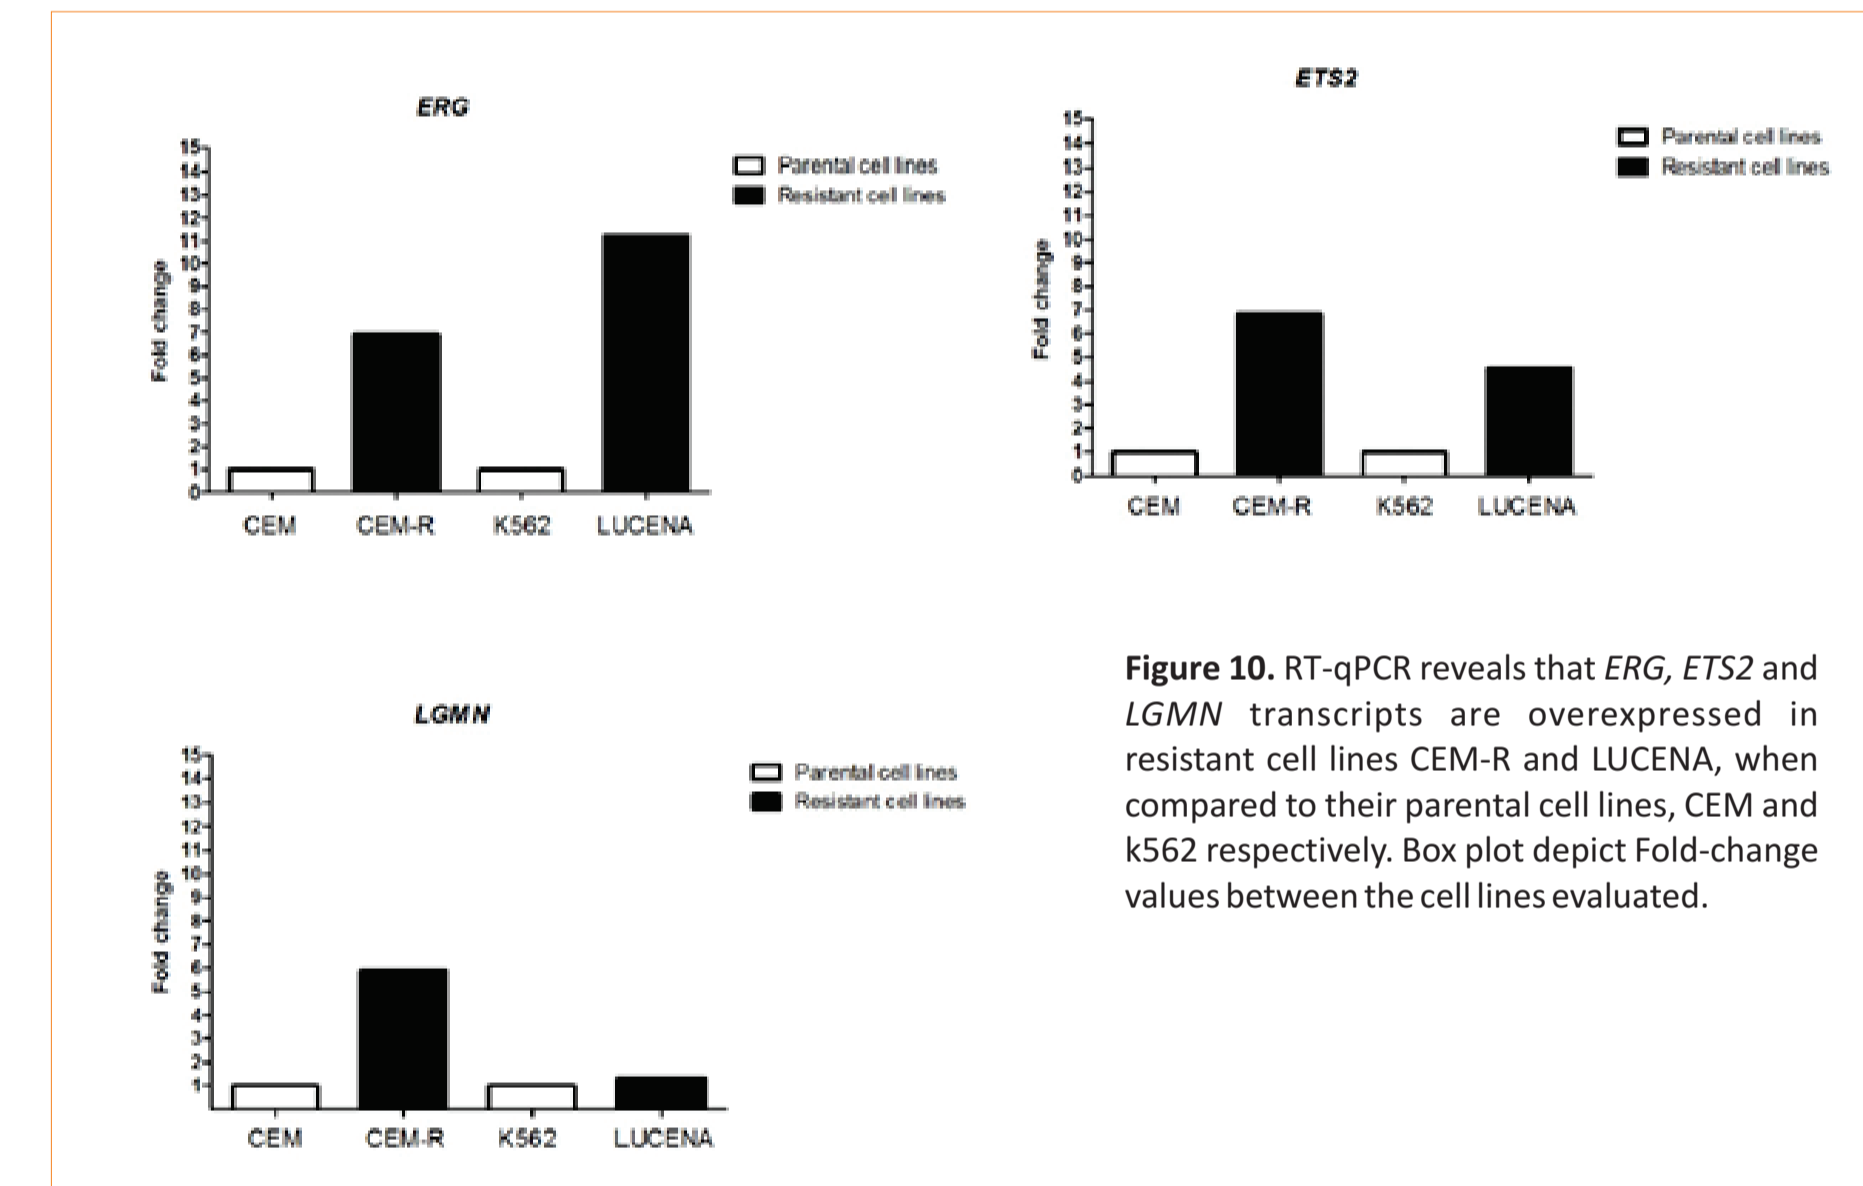 ERG
15
14
13
12
11
10
9
8
7
6
5
4
3
2
1
0
Fold change
CEM
CEM-R
K562
LUCENA
Parental cell lines
Resistant cell lines
ETS2
15
14
13
12
11
10
9
8
7
6
5
4
3
2
1
0
Fold change
CEM
CEM-R
K562
LUCENA
Parental cell lines
Resistant cell lines
LGMN
15
14
13
12
11
10
9
8
7
6
5
4
3
2
1
Fold change
CEM
CEM-R
K562
LUCENA
Parental cell lines
Resistant cell lines
Figure 10. RT-qPCR reveals that ERG, ETS2 and
LGMN transcripts are overexpressed in
resistant cell lines CEM-R and LUCENA, when
compared to their parental cell lines, CEM and
k562 respectively. Box plot depict Fold-change
values between the cell lines evaluated.